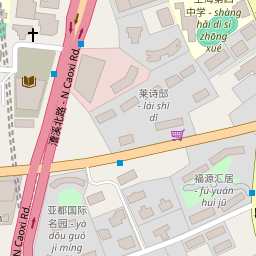 上海第四
中学 - shàng
hǎi dì sì
zhōng
xué
莱诗邸
- lái shī
dǐ
漕溪北路 - N Caoxi Rd.
N Caoxi Rd.
福源汇居
- fú yuán
huì jū
亚都国际
名园 - yà
dōu guó
jì míng